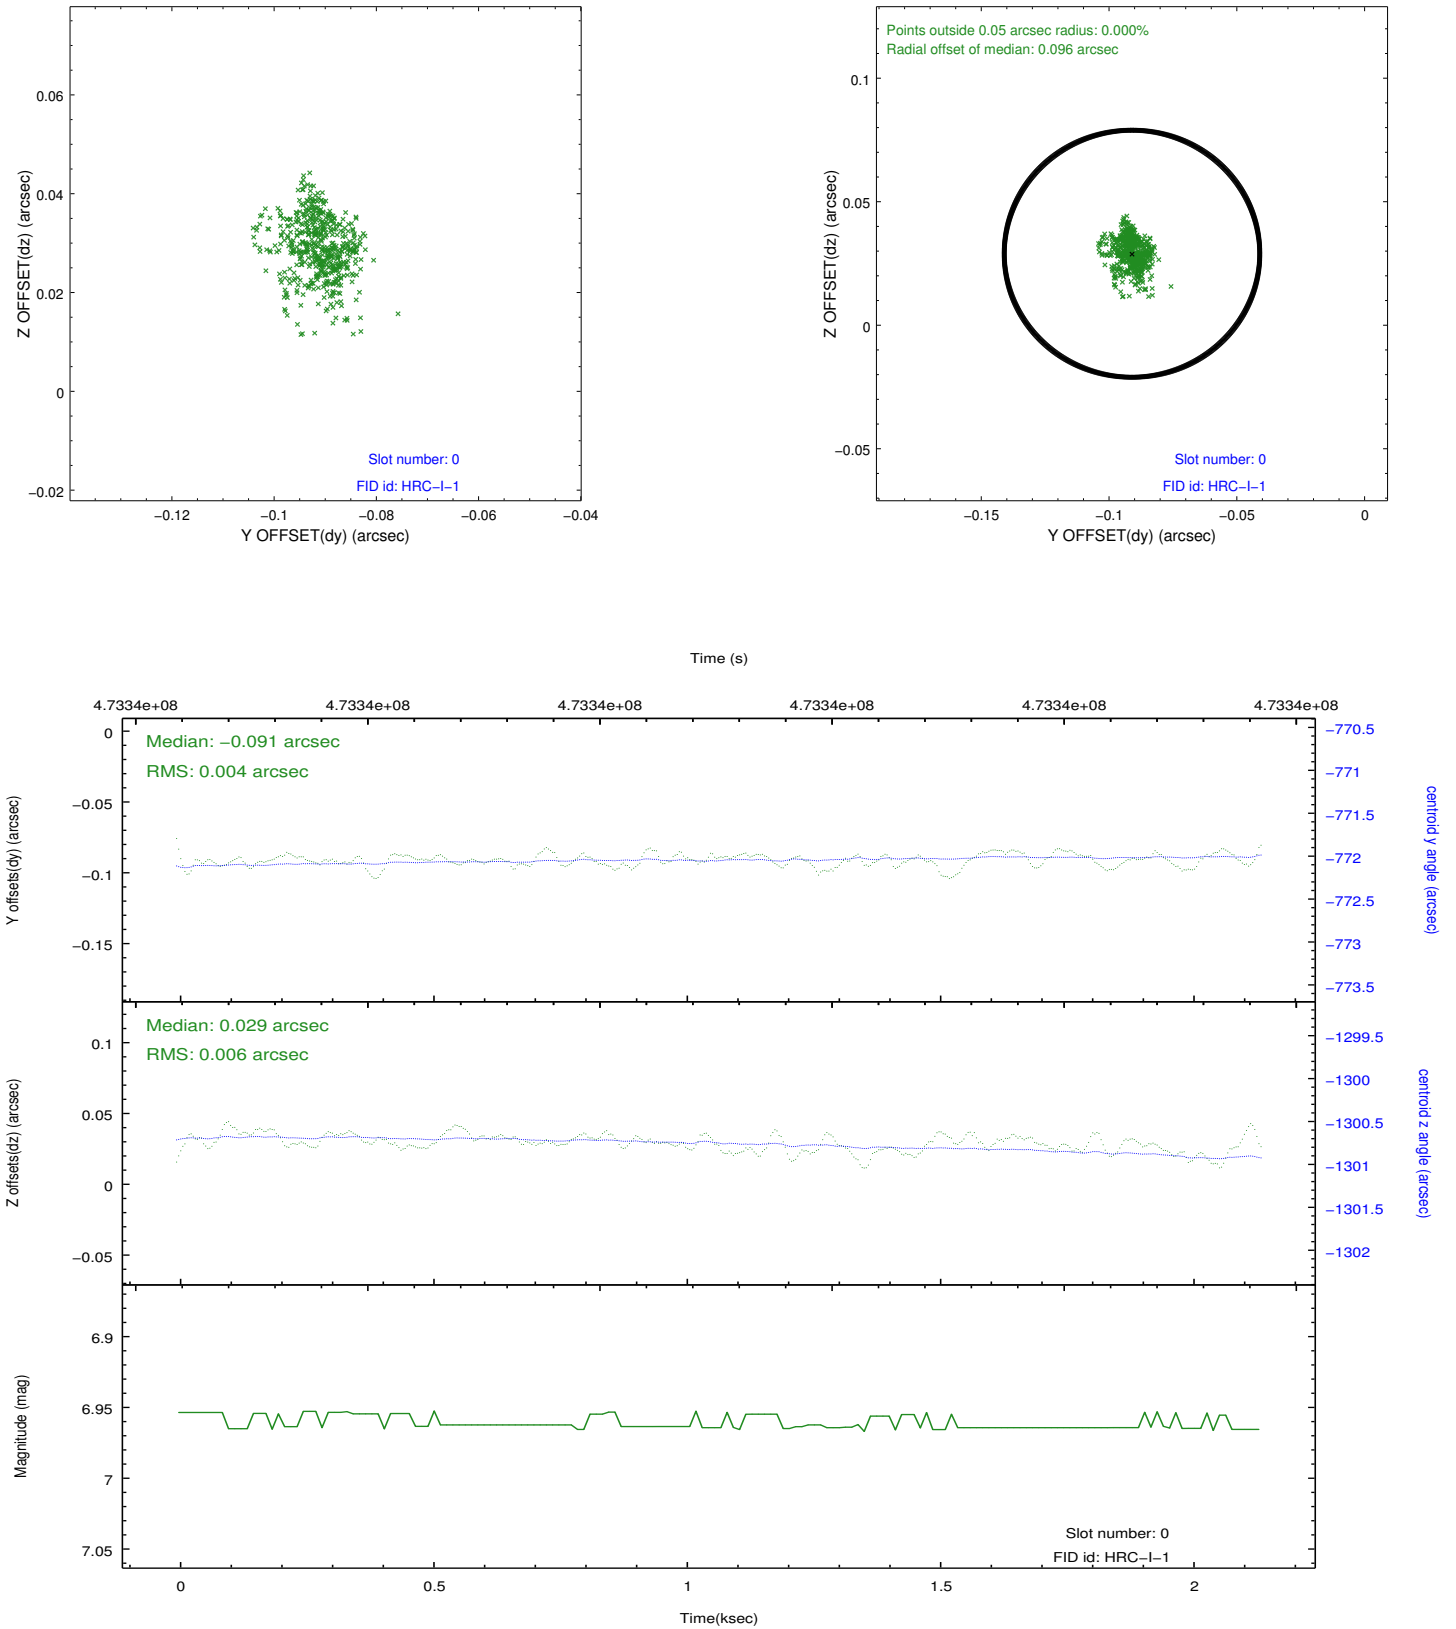 0.06
0.04
0.02
0
−0.02
Z OFFSET(dz) (arcsec)
Slot number: 0
FID id: HRC−I−1
−0.12
−0.1
−0.08
−0.06
−0.04
Y OFFSET(dy) (arcsec)
Points outside 0.05 arcsec radius: 0.000%
Radial offset of median: 0.096 arcsec
0.1
0.05
0
−0.05
Z OFFSET(dz) (arcsec)
Slot number: 0
FID id: HRC−I−1
−0.15
−0.1
−0.05
0
Y OFFSET(dy) (arcsec)
Time (s)
4.7334e+08
4.7334e+08
4.7334e+08
4.7334e+08
4.7334e+08
4.7334e+08
Median: −0.091 arcsec
RMS: 0.004 arcsec
0
−0.05
−0.1
−0.15
Y offsets(dy) (arcsec)
−770.5
−771
−771.5
−772
−772.5
−773
−773.5
centroid y angle (arcsec)
Median: 0.029 arcsec
RMS: 0.006 arcsec
0.1
0.05
0
−0.05
Z offsets(dz) (arcsec)
−1299.5
−1300
−1300.5
−1301
−1301.5
−1302
centroid z angle (arcsec)
6.9
6.95
7
7.05
Magnitude (mag)
Slot number: 0
FID id: HRC−I−1
0
0.5
1
1.5
2
Time(ksec)